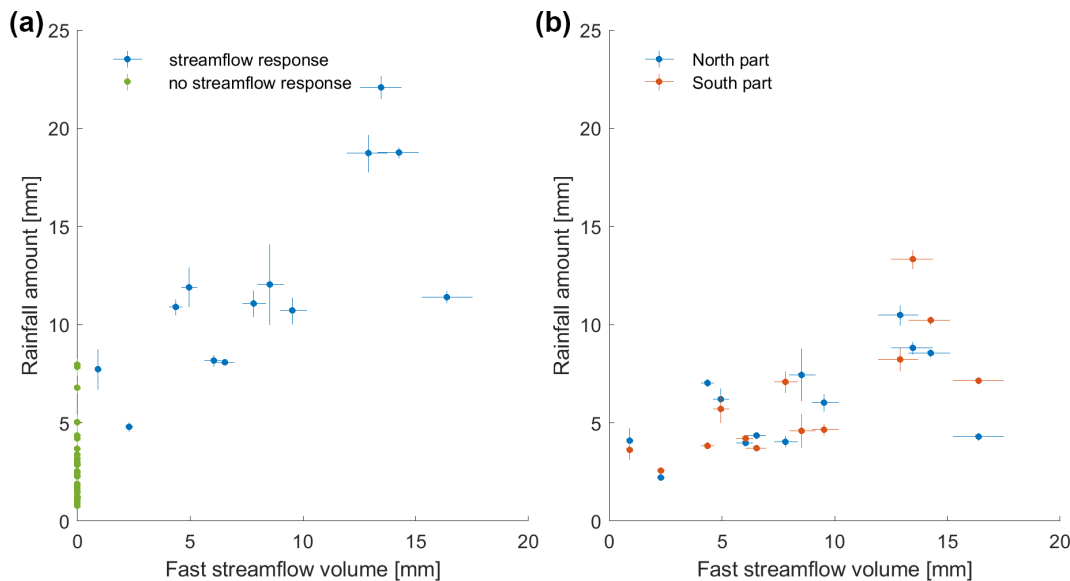 (a)
25
20
15
10
5
0
Rainfall amount [mm]
streamflow response
no streamflow response
0
5
10
15
20
Fast streamflow volume [mm]
(b)
25
20
15
10
5
0
Rainfall amount [mm]
North part
South part
0
5
10
15
20
Fast streamflow volume [mm]